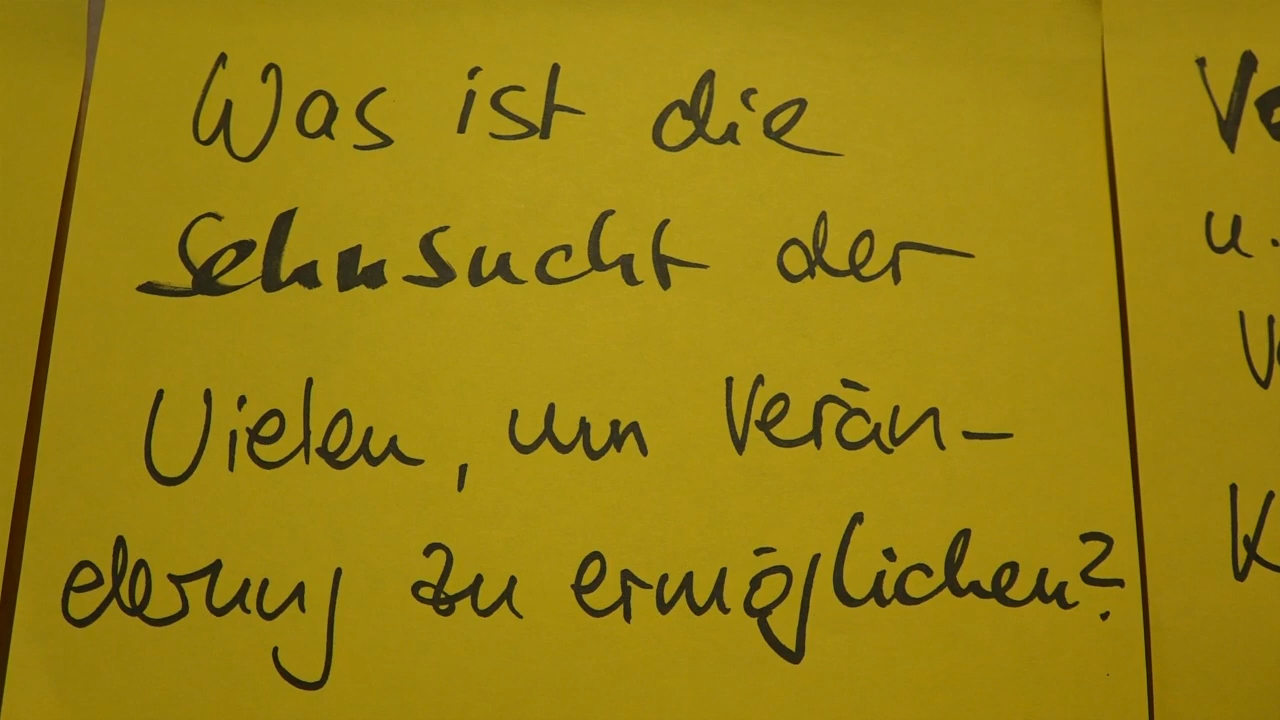 Was ist die
Sehnsucht der
Vielen, um Verän-
derung zu ermöglichen?
u.